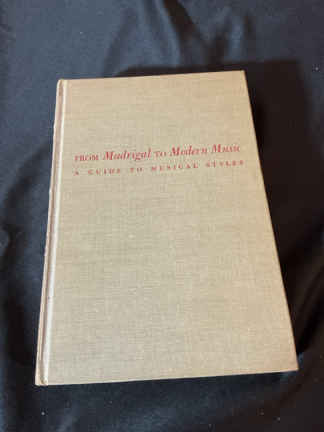 FROM Madrigal TO Modern Music
A GUIDE TO MUSICAL STYLES